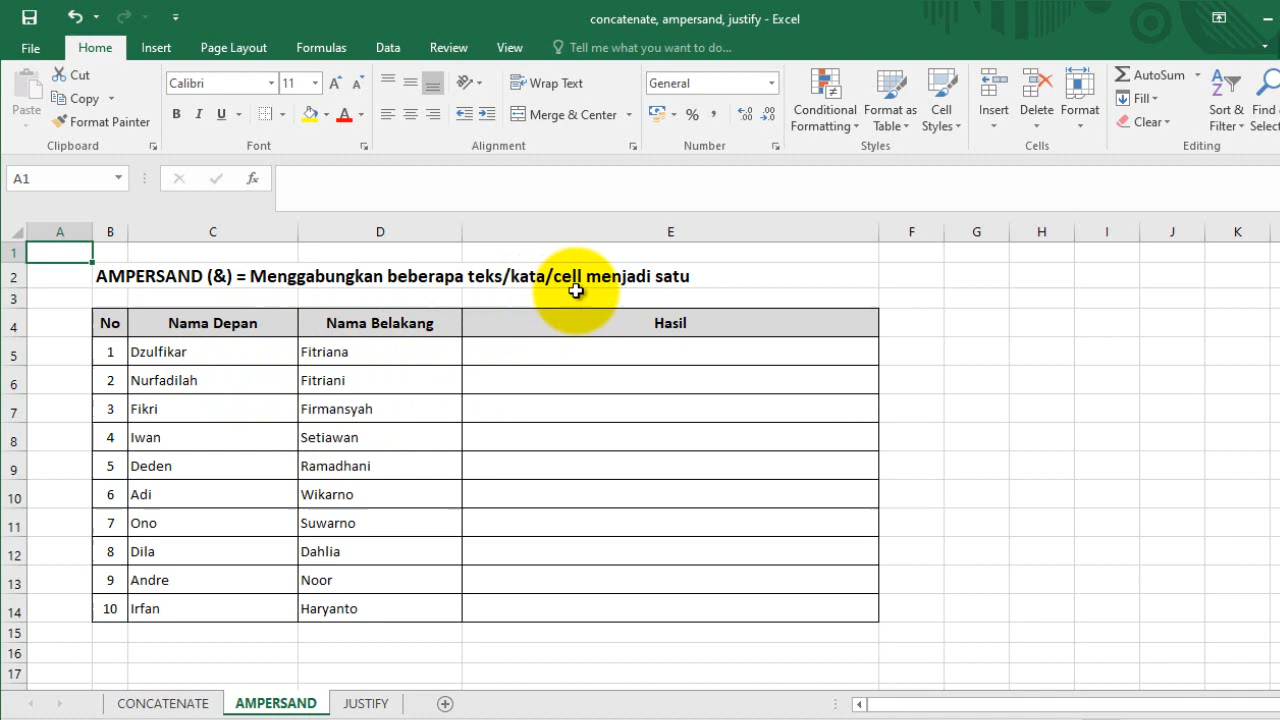 concatenate, ampersand, justify - Excel
File Home Insert Page Layout Formulas Data Review View Tell me what you want to do...
Paste Cut Copy Format Painter Clipboard
Calibri 11 B I U A Font
Wrap Text Merge & Center Alignment
General % , Number
Conditional Formatting Format as Table Cell Styles Styles
Insert Delete Format Cells
AutoSum Fill Clear Sort & Filter Find Select Editing
A1 fx
A B C D E F G H I J K
1
2 AMPERSAND (&) = Menggabungkan beberapa teks/kata/cell menjadi satu
3
4 No Nama Depan Nama Belakang Hasil
5 1 Dzulfikar Fitriana
6 2 Nurfadilah Fitriani
7 3 Fikri Firmansyah
8 4 Iwan Setiawan
9 5 Deden Ramadhani
10 6 Adi Wikarno
11 7 Ono Suwarno
12 8 Dila Dahlia
13 9 Andre Noor
14 10 Irfan Haryanto
15
16
17
CONCATENATE AMPERSAND JUSTIFY